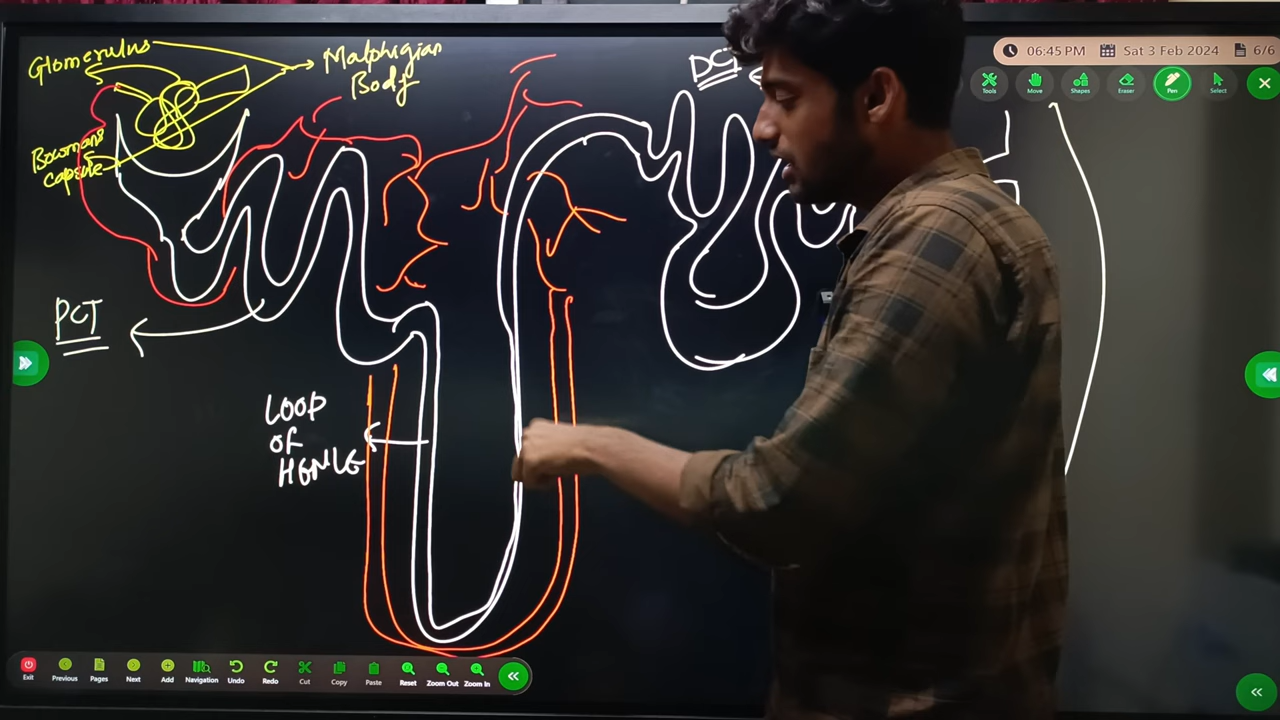 Glomerulus
Malphigian
Body
DCT
06:45 PM
Sat 3 Feb 2024
6/6
Tools
Move
Shapes
Eraser
Pen
Select
Bowmans
capsule
PCT
LOOP
OF
HENLE
Exit
Previous
Pages
Next
Add
Navigation
Undo
Redo
Cut
Copy
Paste
Reset
Zoom Out
Zoom In